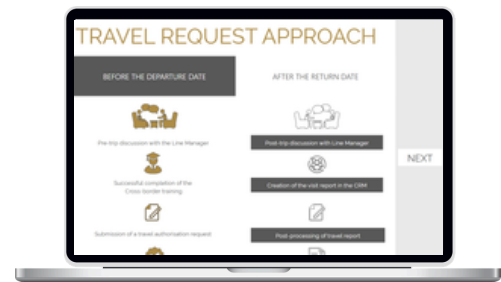 TRAVEL REQUEST APPROACH
BEFORE THE DEPARTURE DATE
AFTER THE RETURN DATE
Pre-trip discussion with the Line Manager
Post-trip discussion with Line Manager
NEXT
Successful completion of the
Cross-border training
Creation of the visit report in the CRM
Submission of a travel authorisation request
Post-processing of travel report